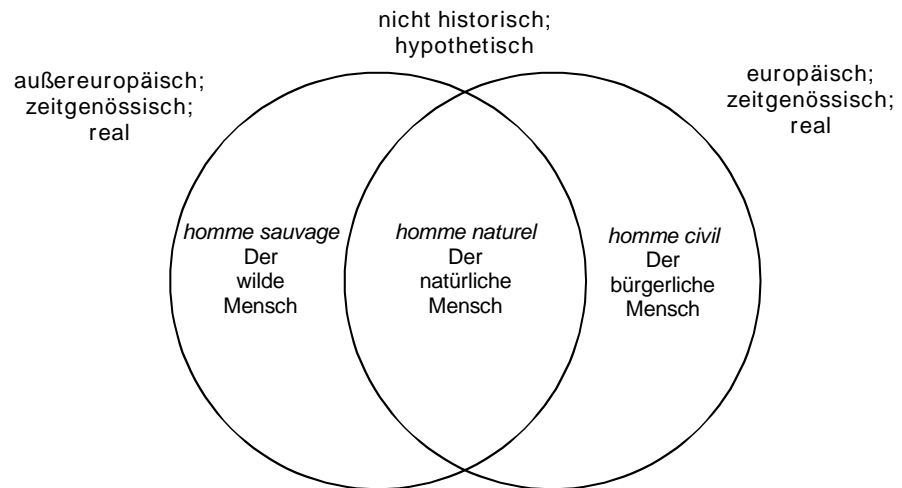 nicht historisch;
hypothetisch
außereuropäisch;
zeitgenössisch;
real
europäisch;
zeitgenössisch;
real
homme sauvage
Der
wilde
Mensch
homme naturel
Der
natürliche
Mensch
homme civil
Der
bürgerliche
Mensch